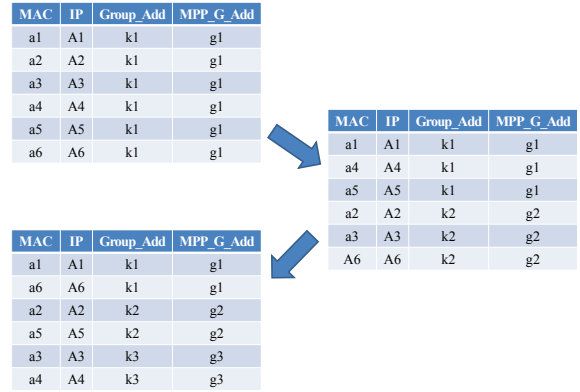 MAC IP Group_Add MPP_G_Add
a1 A1 k1 g1
a2 A2 k1 g1
a3 A3 k1 g1
a4 A4 k1 g1
a5 A5 k1 g1
a6 A6 k1 g1
MAC IP Group_Add MPP_G_Add
a1 A1 k1 g1
a4 A4 k1 g1
a5 A5 k1 g1
a2 A2 k2 g2
a3 A3 k2 g2
A6 A6 k2 g2
MAC IP Group_Add MPP_G_Add
a1 A1 k1 g1
a6 A6 k1 g1
a2 A2 k2 g2
a5 A5 k2 g2
a3 A3 k3 g3
a4 A4 k3 g3